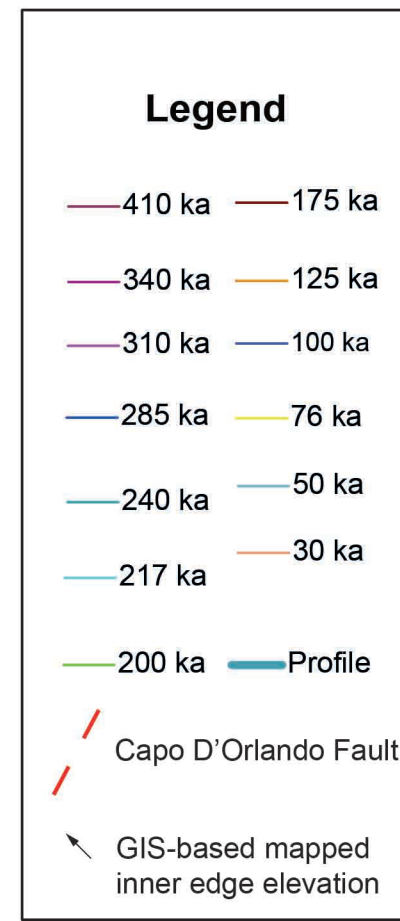 Legend
410 ka 175 ka
340 ka 125 ka
310 ka 100 ka
285 ka 76 ka
240 ka 50 ka
217 ka 30 ka
200 ka Profile
Capo D'Orlando Fault
GIS-based mapped
inner edge elevation